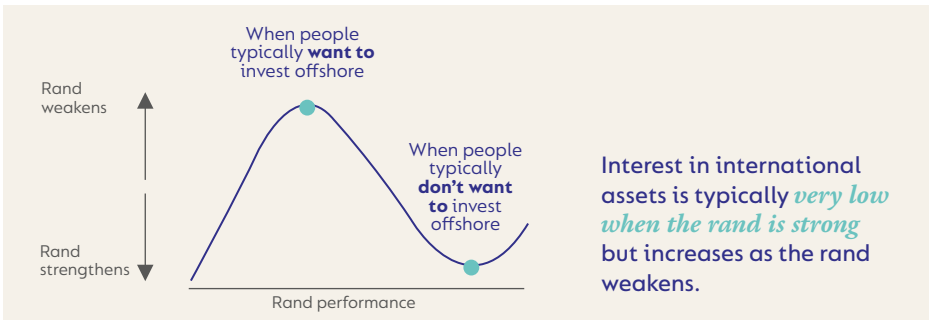 When people
typically want to
invest offshore
Rand
weakens
When people
typically
don’t want
to invest
offshore
Rand
strengthens
Rand performance
Interest in international
assets is typically very low
when the rand is strong
but increases as the rand
weakens.